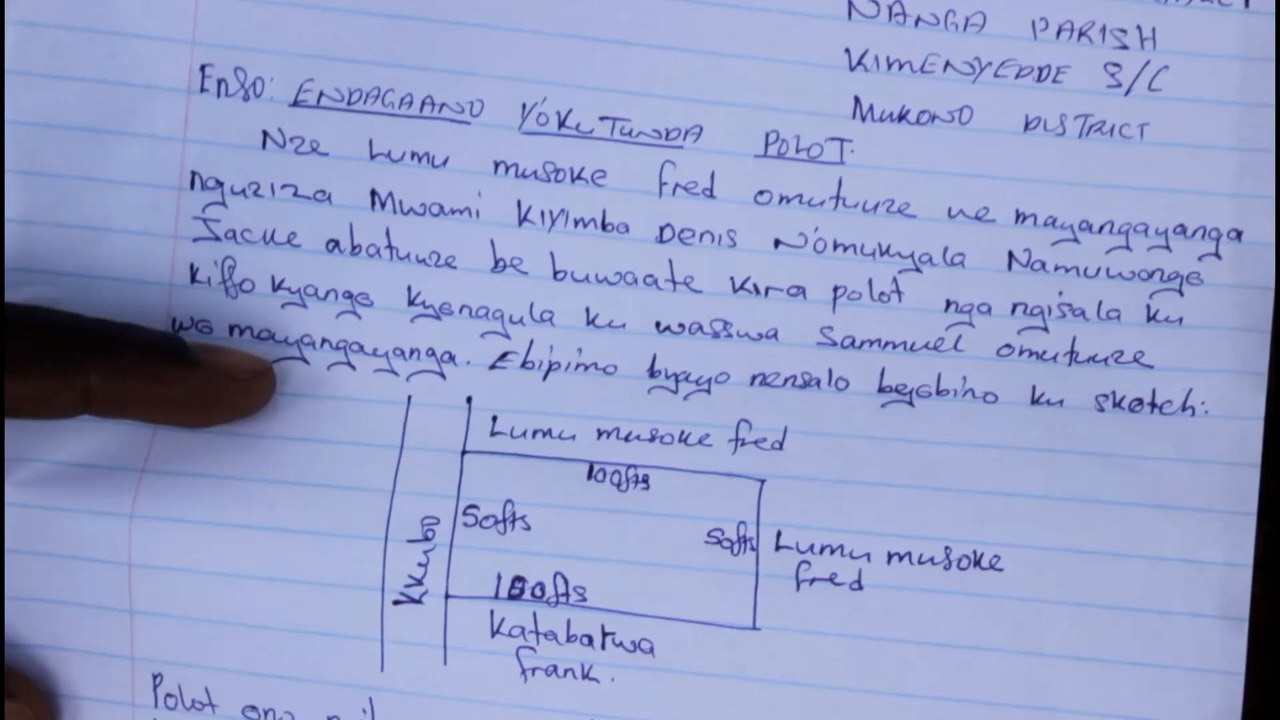 NANGA PARISH
KIMENYEDDE S/C
MUKONO DISTRICT
ENSO: ENDAGAANO Y'OKUTUNDA POLOT.
Nze Lumu musoke fred omutuuze we mayangayanga
nguziza Mwami Kiyimba Denis N'omukyala Namuwonge
Jackie abatuuze be buwaate kira polot nga ngisala ku
kiffo kyange kyenagula ku wasswa Sammuel omutuuze
we mayangayanga. Ebipimo byayo nensalo byebino ku sketch:
Lumu musoke fred
100fts
50fts
50fts
Lumu musoke
fred
Kkubo
100fts
Katabarwa
frank.
Polot